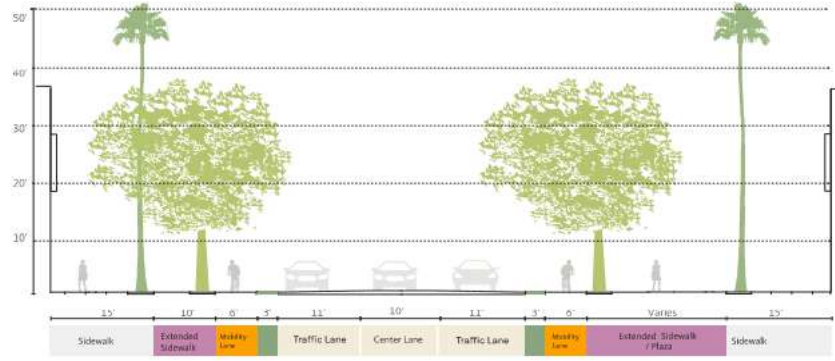 50'
40'
30'
20'
10'
15' 10' 6' 3' 11' 10' 11' 3' 6' Varies 15'
Sidewalk Extended Sidewalk Mobility Lane Traffic Lane Center Lane Traffic Lane Mobility Lane Extended Sidewalk / Plaza Sidewalk